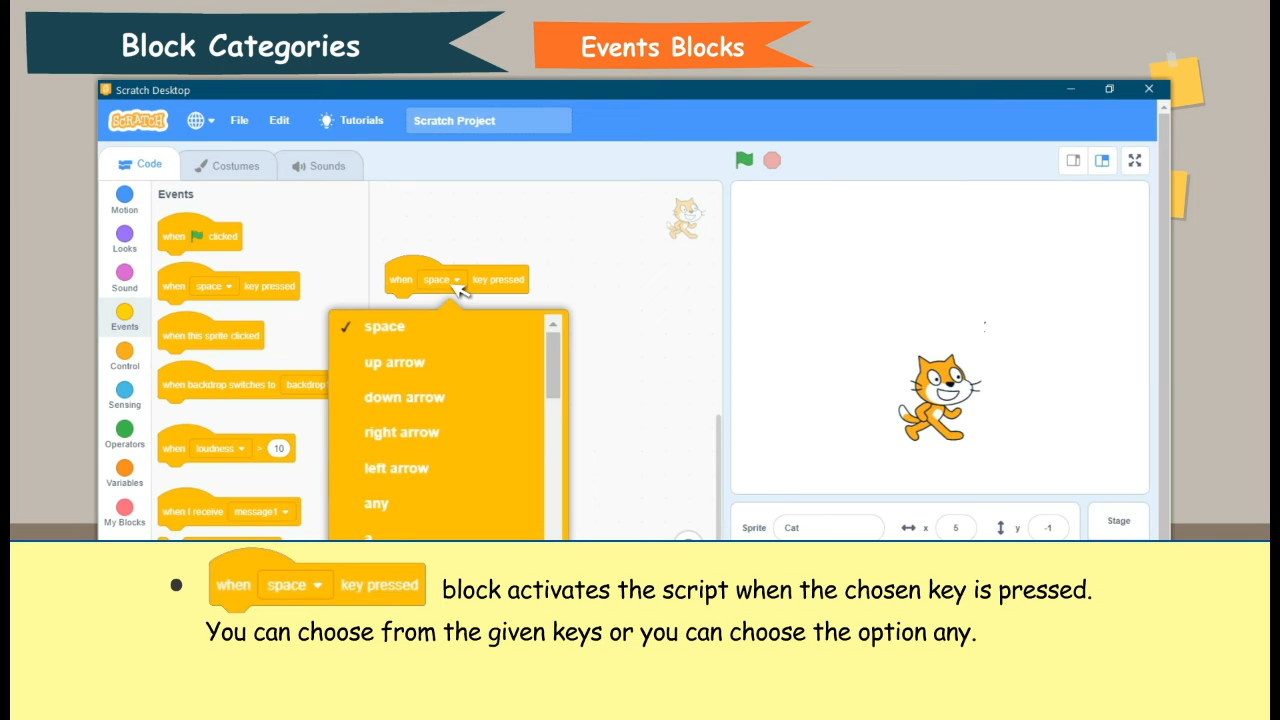 Block Categories
Events Blocks
Scratch Desktop
SCRATCH
File Edit Tutorials Scratch Project
Code Costumes Sounds
Motion
Looks
Sound
Events
Control
Sensing
Operators
Variables
My Blocks
Events
when clicked
when space key pressed
when this sprite clicked
when backdrop switches to backdrop
when loudness > 10
when I receive message1
when space key pressed
✓ space
up arrow
down arrow
right arrow
left arrow
any
a
Sprite Cat x 5 y -1
Stage
• when space key pressed block activates the script when the chosen key is pressed.
You can choose from the given keys or you can choose the option any.